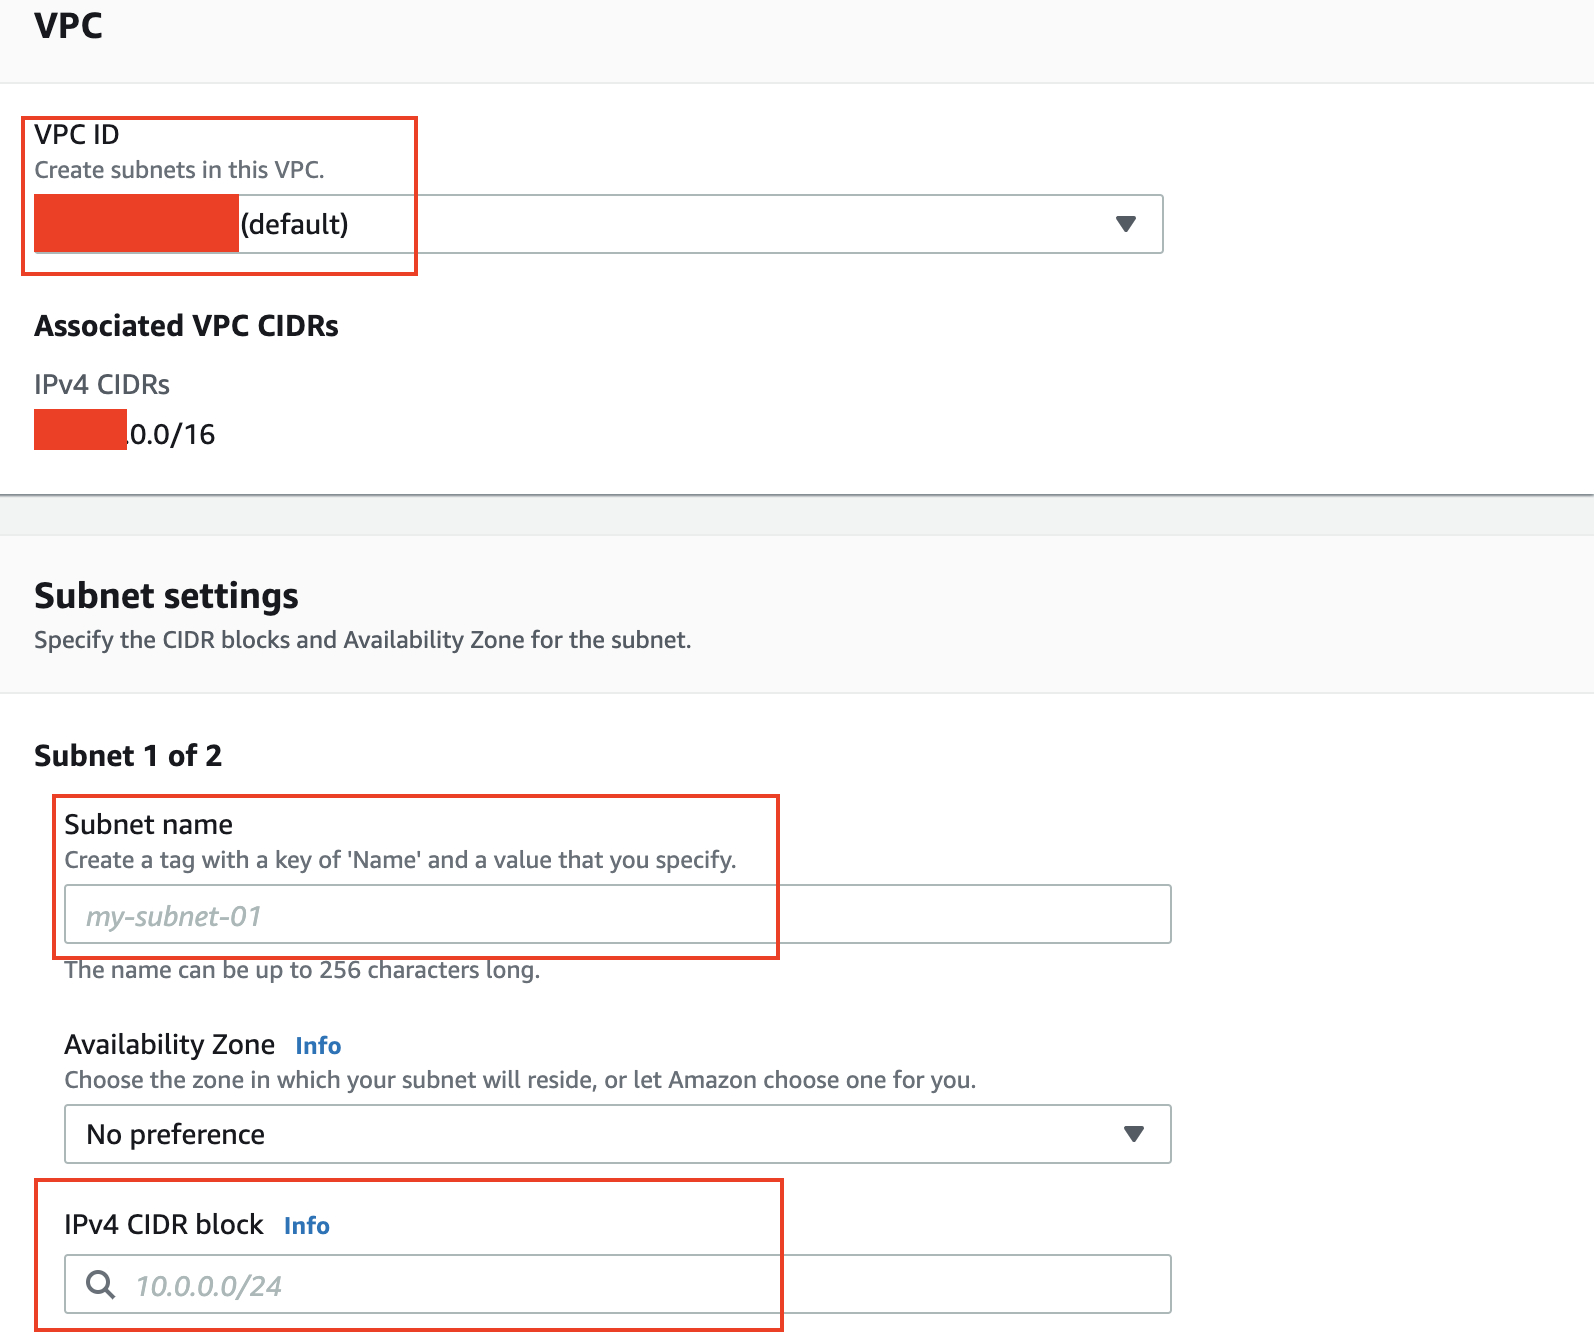 VPC
VPC ID
Create subnets in this VPC.
(default)
Associated VPC CIDRs
IPv4 CIDRs
.0.0/16
Subnet settings
Specify the CIDR blocks and Availability Zone for the subnet.
Subnet 1 of 2
Subnet name
Create a tag with a key of 'Name' and a value that you specify.
my-subnet-01
The name can be up to 256 characters long.
Availability Zone Info
Choose the zone in which your subnet will reside, or let Amazon choose one for you.
No preference
IPv4 CIDR block Info
10.0.0.0/24